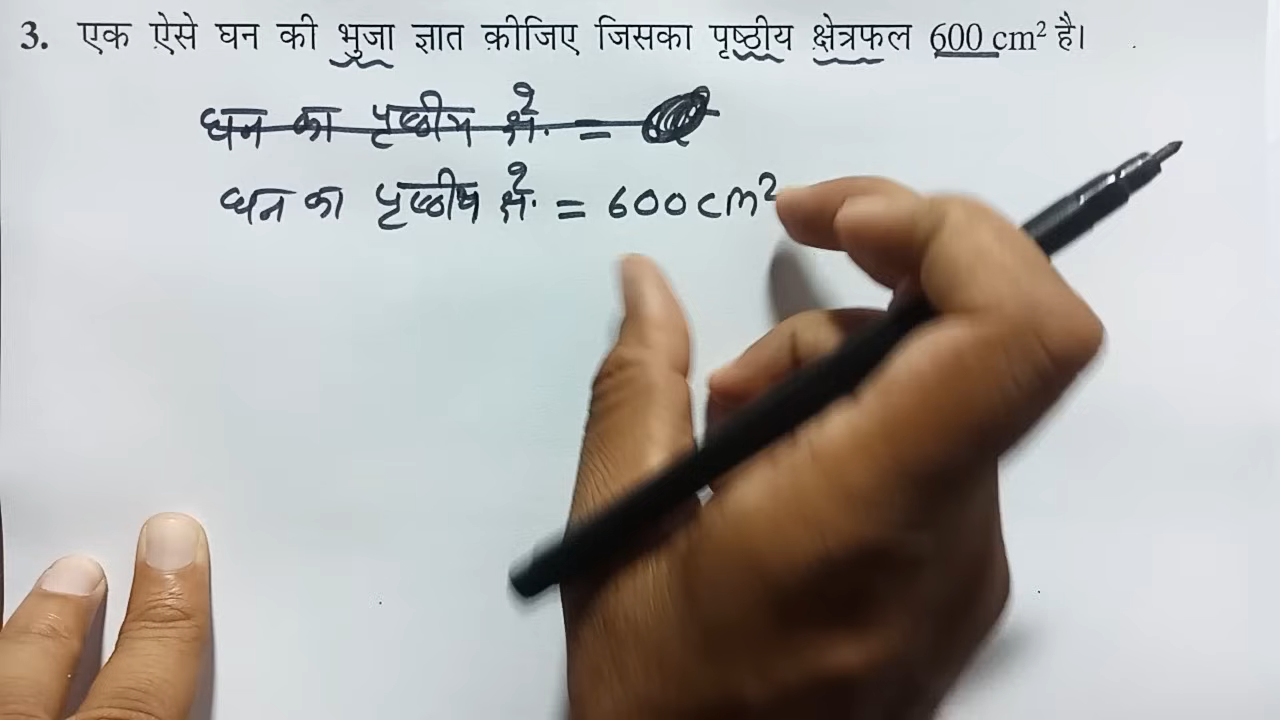 3. एक ऐसे घन की भुजा ज्ञात कीजिए जिसका पृष्ठीय क्षेत्रफल 600 cm² है।
घन का पृष्ठीय क्षे. =
घन का पृष्ठीय क्षे. = 600 cm²